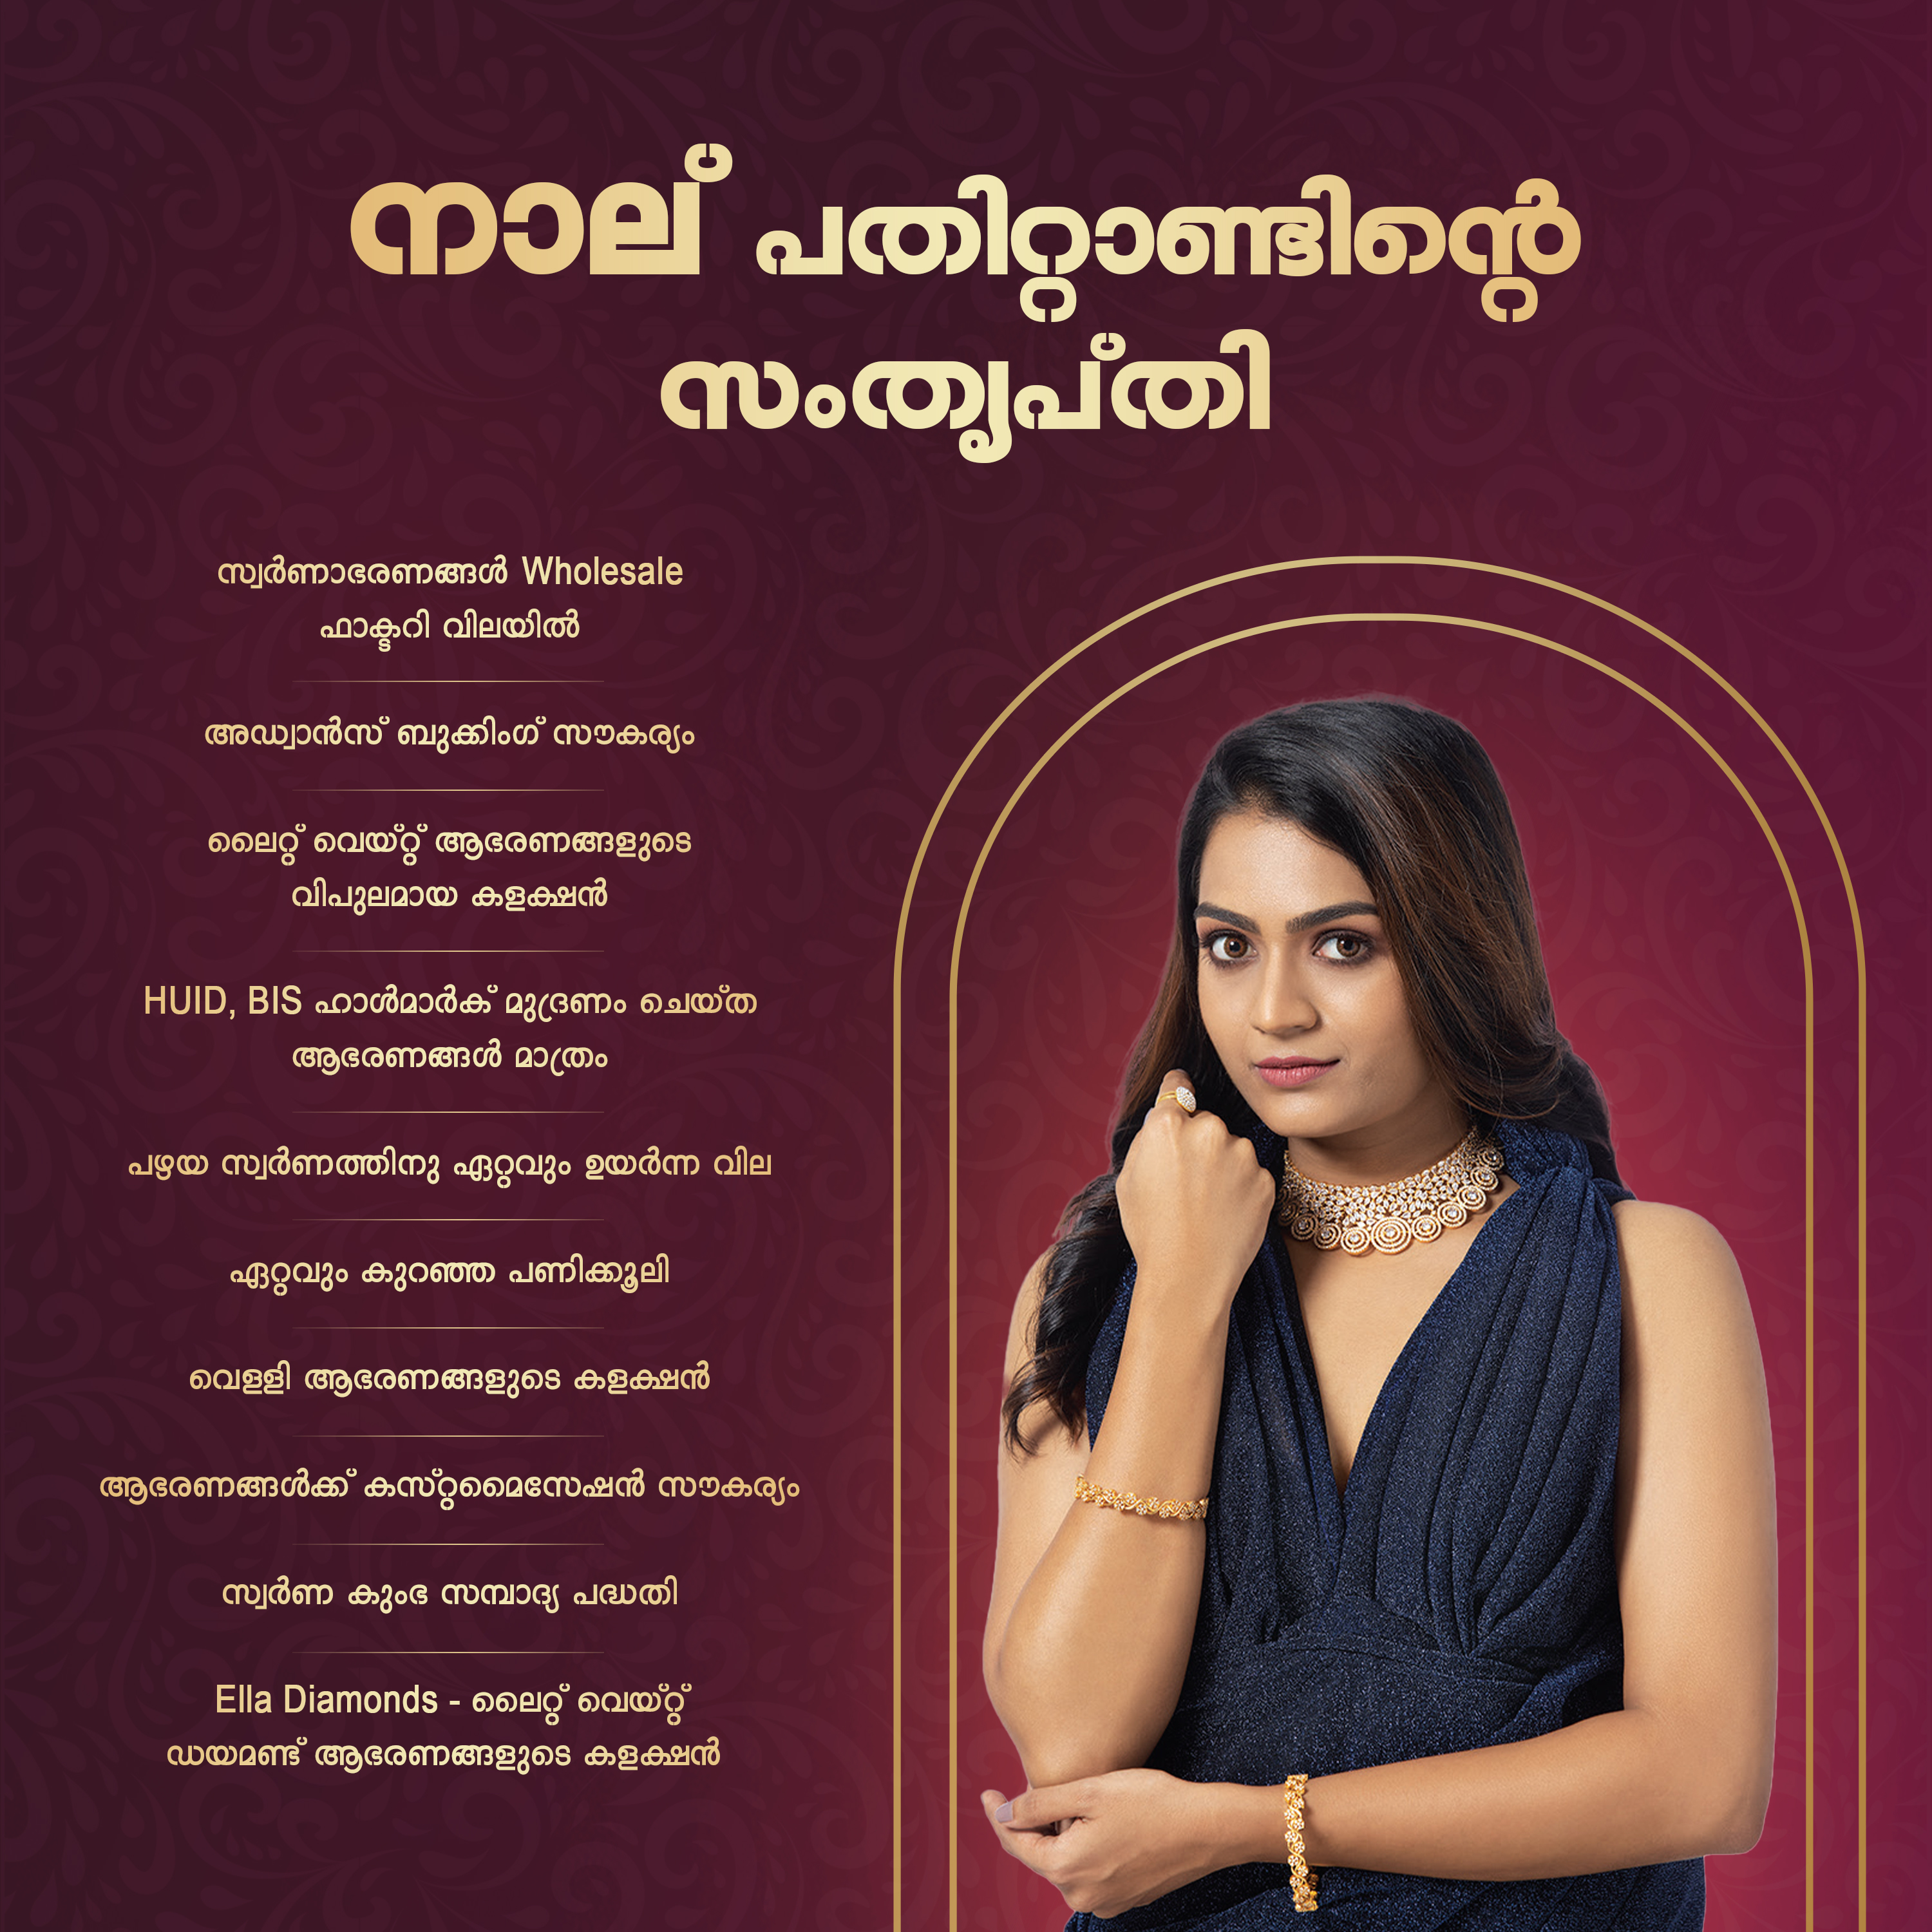 നാല് പതിറ്റാണ്ടിന്റെ
സംതൃപ്തി
സ്വർണാഭരണങ്ങൾ Wholesale
ഫാക്ടറി വിലയിൽ
അഡ്വാൻസ് ബുക്കിംഗ് സൗകര്യം
ലൈറ്റ് വെയ്റ്റ് ആഭരണങ്ങളുടെ
വിപുലമായ കളക്ഷൻ
HUID, BIS ഹാൾമാർക് മുദ്രണം ചെയ്ത
ആഭരണങ്ങൾ മാത്രം
പഴയ സ്വർണത്തിനു ഏറ്റവും ഉയർന്ന വില
ഏറ്റവും കുറഞ്ഞ പണിക്കൂലി
വെള്ളി ആഭരണങ്ങളുടെ കളക്ഷൻ
ആഭരണങ്ങൾക്ക് കസ്റ്റമൈസേഷൻ സൗകര്യം
സ്വർണ കുംഭ സമ്പാദ്യ പദ്ധതി
Ella Diamonds - ലൈറ്റ് വെയ്റ്റ്
ഡയമണ്ട് ആഭരണങ്ങളുടെ കളക്ഷൻ